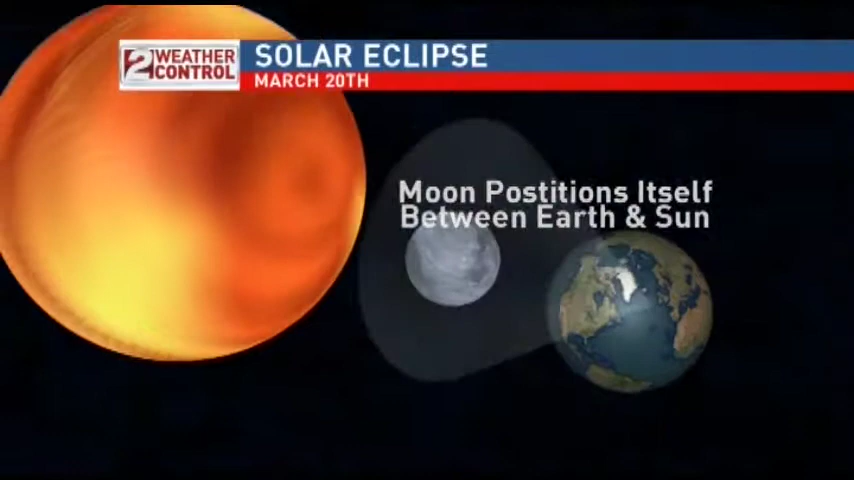 2 WEATHER
CONTROL
SOLAR ECLIPSE
MARCH 20TH
Moon Postitions Itself
Between Earth & Sun